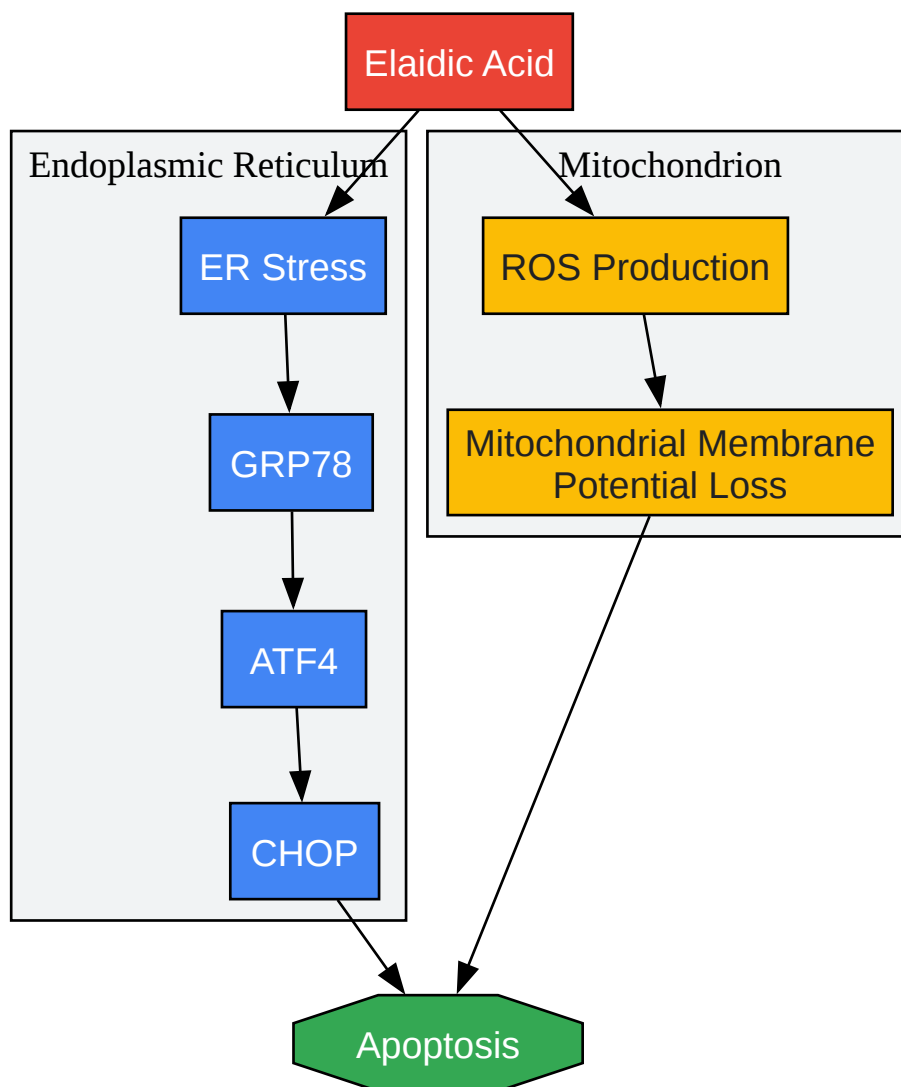 Elaidic Acid
Endoplasmic Reticulum
Mitochondrion
ER Stress
ROS Production
GRP78
Mitochondrial Membrane
Potential Loss
ATF4
CHOP
Apoptosis